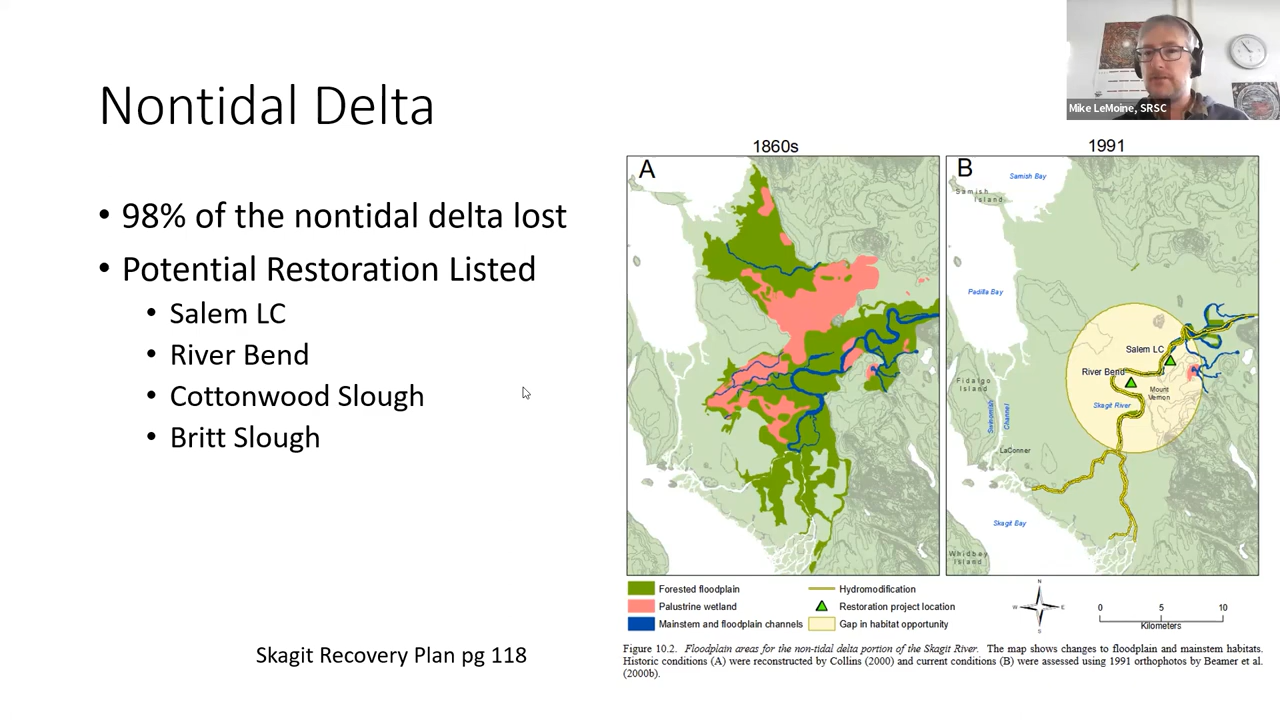 Nontidal Delta
• 98% of the nontidal delta lost
• Potential Restoration Listed
• Salem LC
• River Bend
• Cottonwood Slough
• Britt Slough
Skagit Recovery Plan pg 118
Mike LeMoine, SRSC
1860s
A
1991
B
Samish Bay
Samish
Island
Padilla Bay
Salem LC
River Bend
Mount
Vernon
Fidalgo
Island
Swinomish
Channel
Skagit River
LaConner
Skagit Bay
Whidbey
Island
Forested floodplain
Palustrine wetland
Mainstem and floodplain channels
Hydromodification
Restoration project location
Gap in habitat opportunity
N
W
E
S
0 5 10
Kilometers
Figure 10.2. Floodplain areas for the non-tidal delta portion of the Skagit River. The map shows changes to floodplain and mainstem habitats.
Historic conditions (A) were reconstructed by Collins (2000) and current conditions (B) were assessed using 1991 orthophotos by Beamer et al.
(2000b).